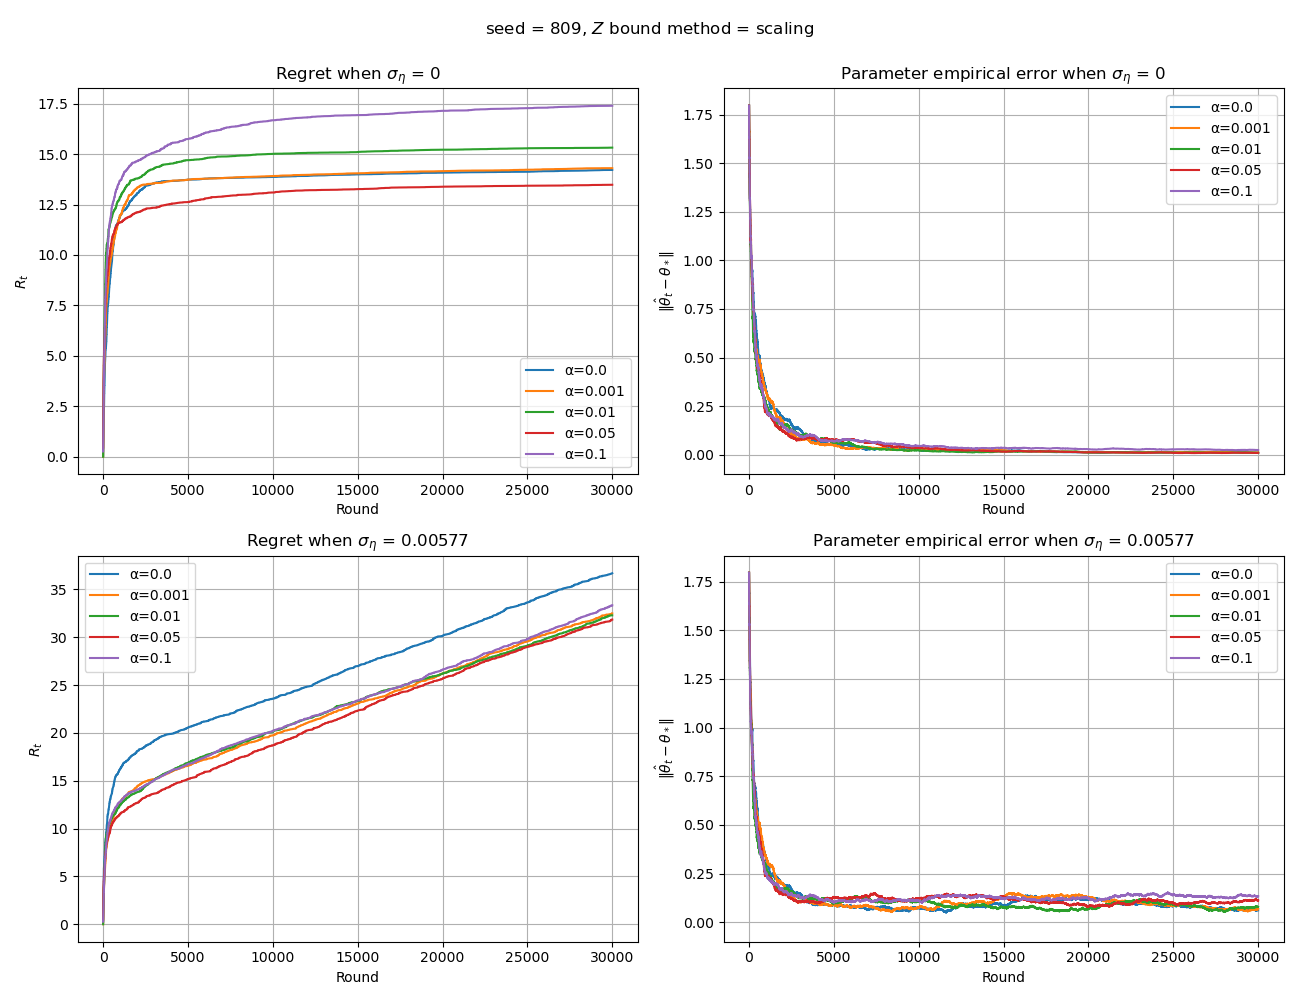 seed = 809, Z bound method = scaling
Regret when σ_η = 0
17.5
15.0
12.5
10.0
7.5
5.0
2.5
0.0
R_t
0 5000 10000 15000 20000 25000 30000
Round
α=0.0
α=0.001
α=0.01
α=0.05
α=0.1
Parameter empirical error when σ_η = 0
1.75
1.50
1.25
1.00
0.75
0.50
0.25
0.00
‖θ̂_t − θ_*‖
0 5000 10000 15000 20000 25000 30000
Round
α=0.0
α=0.001
α=0.01
α=0.05
α=0.1
Regret when σ_η = 0.00577
35
30
25
20
15
10
5
0
R_t
0 5000 10000 15000 20000 25000 30000
Round
α=0.0
α=0.001
α=0.01
α=0.05
α=0.1
Parameter empirical error when σ_η = 0.00577
1.75
1.50
1.25
1.00
0.75
0.50
0.25
0.00
‖θ̂_t − θ_*‖
0 5000 10000 15000 20000 25000 30000
Round
α=0.0
α=0.001
α=0.01
α=0.05
α=0.1